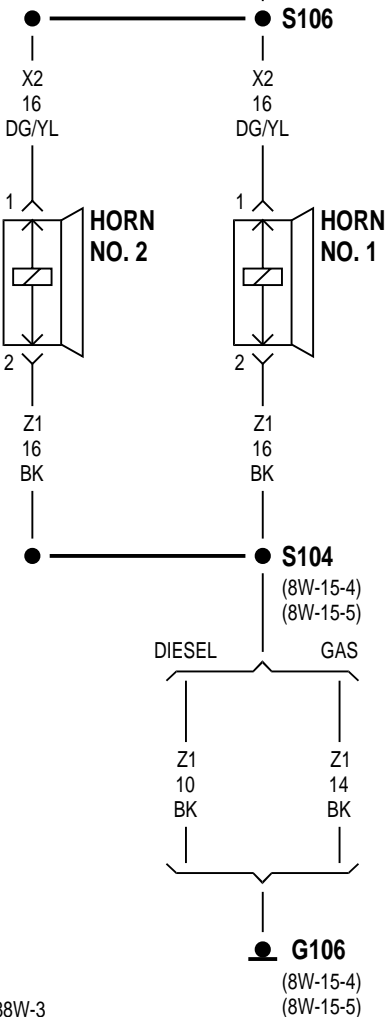 S106
X2
16
DG/YL
X2
16
DG/YL
1
HORN
NO. 2
1
HORN
NO. 1
2
2
Z1
16
BK
Z1
16
BK
S104
(8W-15-4)
(8W-15-5)
DIESEL
GAS
Z1
10
BK
Z1
14
BK
G106
(8W-15-4)
(8W-15-5)